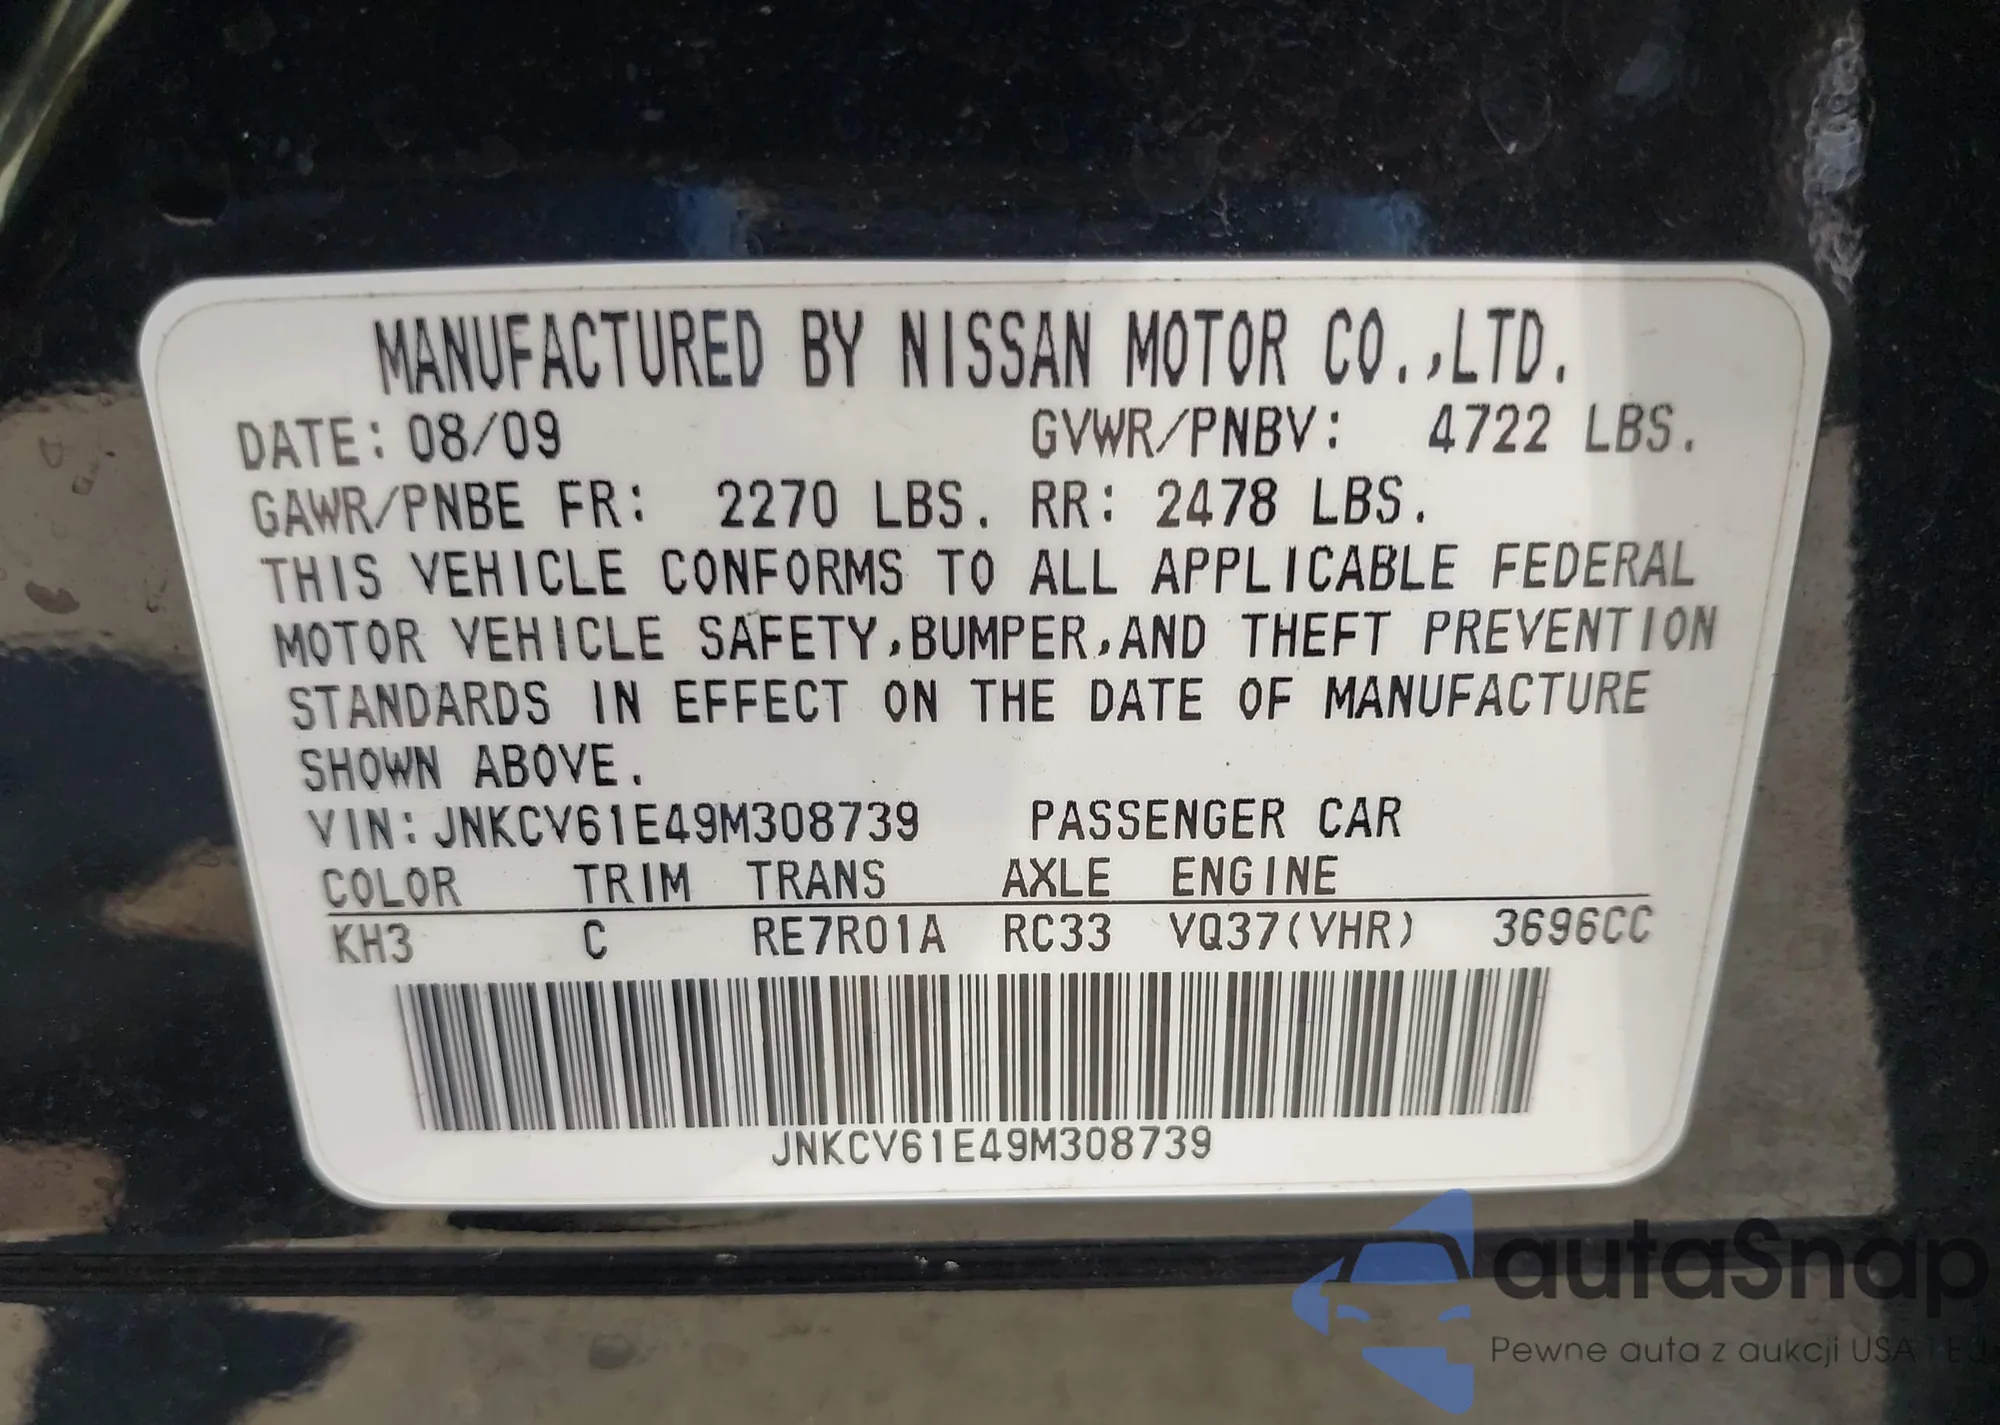 MANUFACTURED BY NISSAN MOTOR CO.,LTD.
DATE: 08/09 GVWR/PNBV: 4722 LBS.
GAWR/PNBE FR: 2270 LBS. RR: 2478 LBS.
THIS VEHICLE CONFORMS TO ALL APPLICABLE FEDERAL
MOTOR VEHICLE SAFETY,BUMPER,AND THEFT PREVENTION
STANDARDS IN EFFECT ON THE DATE OF MANUFACTURE
SHOWN ABOVE.
VIN: JNKCV61E49M308739 PASSENGER CAR
COLOR TRIM TRANS AXLE ENGINE
KH3 C RE7R01A RC33 VQ37(VHR) 3696CC
JNKCV61E49M308739
autaSnap
Pewne auta z aukcji USA i EU